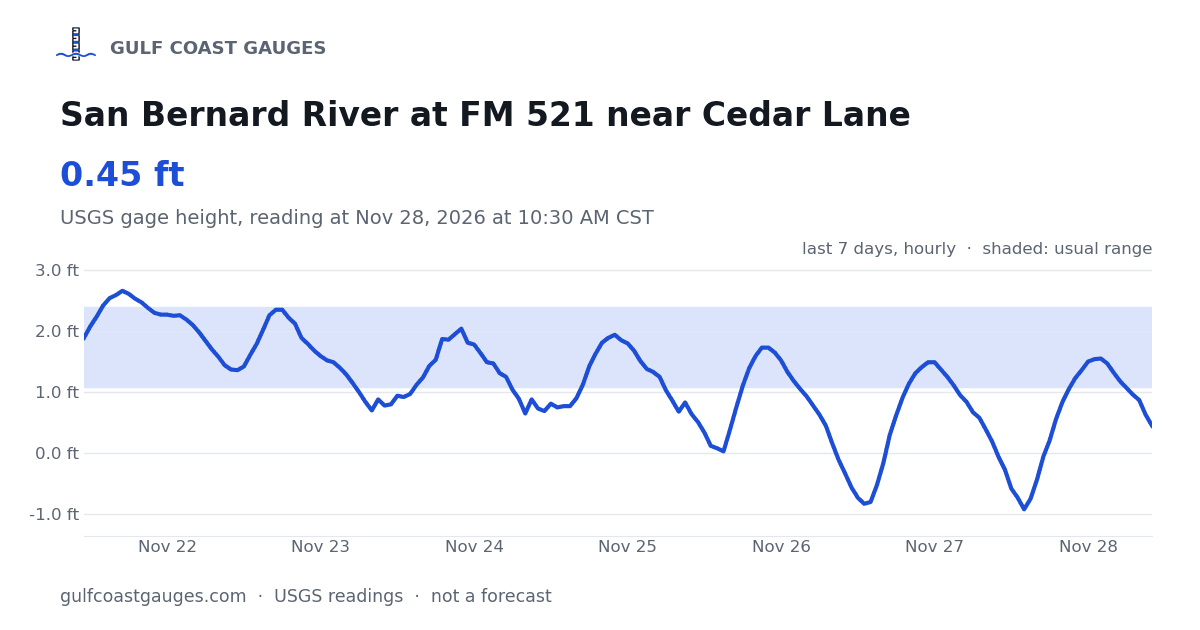 GULF COAST GAUGES
San Bernard River at FM 521 near Cedar Lane
0.45 ft
USGS gage height, reading at Nov 28, 2026 at 10:30 AM CST
last 7 days, hourly · shaded: usual range
3.0 ft
2.0 ft
1.0 ft
0.0 ft
-1.0 ft
Nov 22 Nov 23 Nov 24 Nov 25 Nov 26 Nov 27 Nov 28
gulfcoastgauges.com · USGS readings · not a forecast